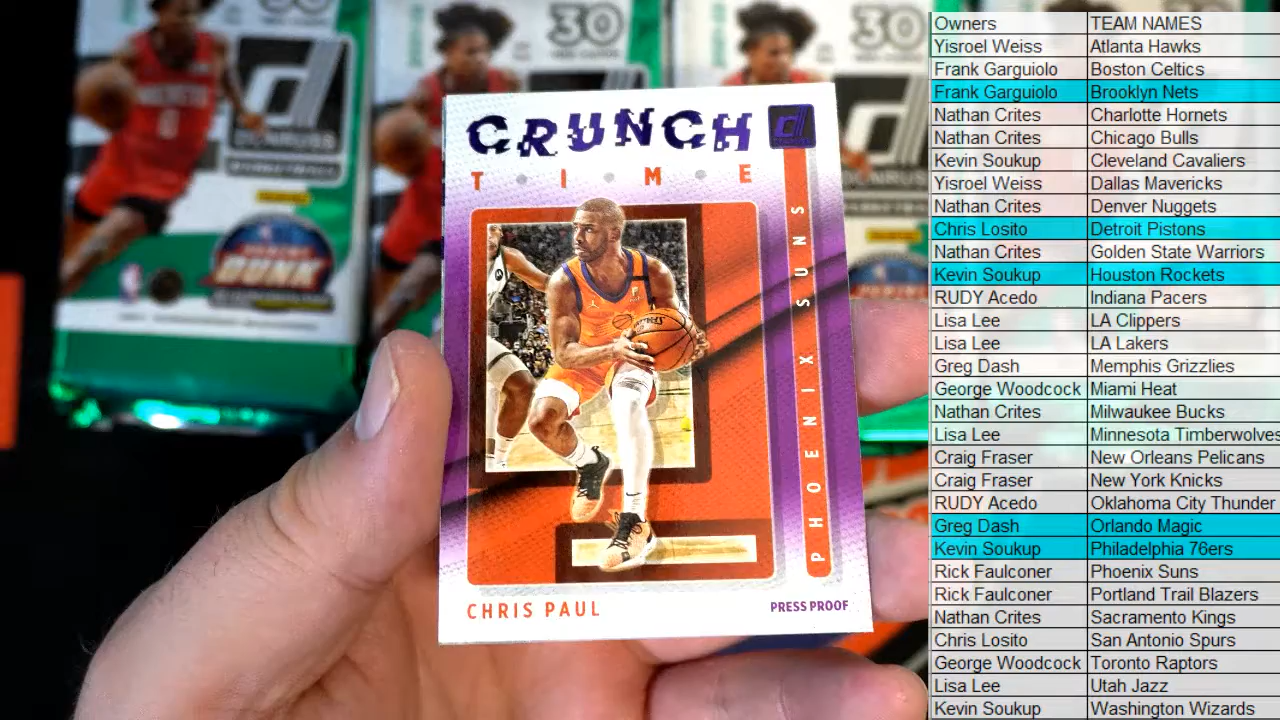 30
30
CRUNCH
TIME
PHOENIX SUNS
CHRIS PAUL
PRESS PROOF
Owners TEAM NAMES
Yisroel Weiss Atlanta Hawks
Frank Garguiolo Boston Celtics
Frank Garguiolo Brooklyn Nets
Nathan Crites Charlotte Hornets
Nathan Crites Chicago Bulls
Kevin Soukup Cleveland Cavaliers
Yisroel Weiss Dallas Mavericks
Nathan Crites Denver Nuggets
Chris Losito Detroit Pistons
Nathan Crites Golden State Warriors
Kevin Soukup Houston Rockets
RUDY Acedo Indiana Pacers
Lisa Lee LA Clippers
Lisa Lee LA Lakers
Greg Dash Memphis Grizzlies
George Woodcock Miami Heat
Nathan Crites Milwaukee Bucks
Lisa Lee Minnesota Timberwolves
Craig Fraser New Orleans Pelicans
Craig Fraser New York Knicks
RUDY Acedo Oklahoma City Thunder
Greg Dash Orlando Magic
Kevin Soukup Philadelphia 76ers
Rick Faulconer Phoenix Suns
Rick Faulconer Portland Trail Blazers
Nathan Crites Sacramento Kings
Chris Losito San Antonio Spurs
George Woodcock Toronto Raptors
Lisa Lee Utah Jazz
Kevin Soukup Washington Wizards